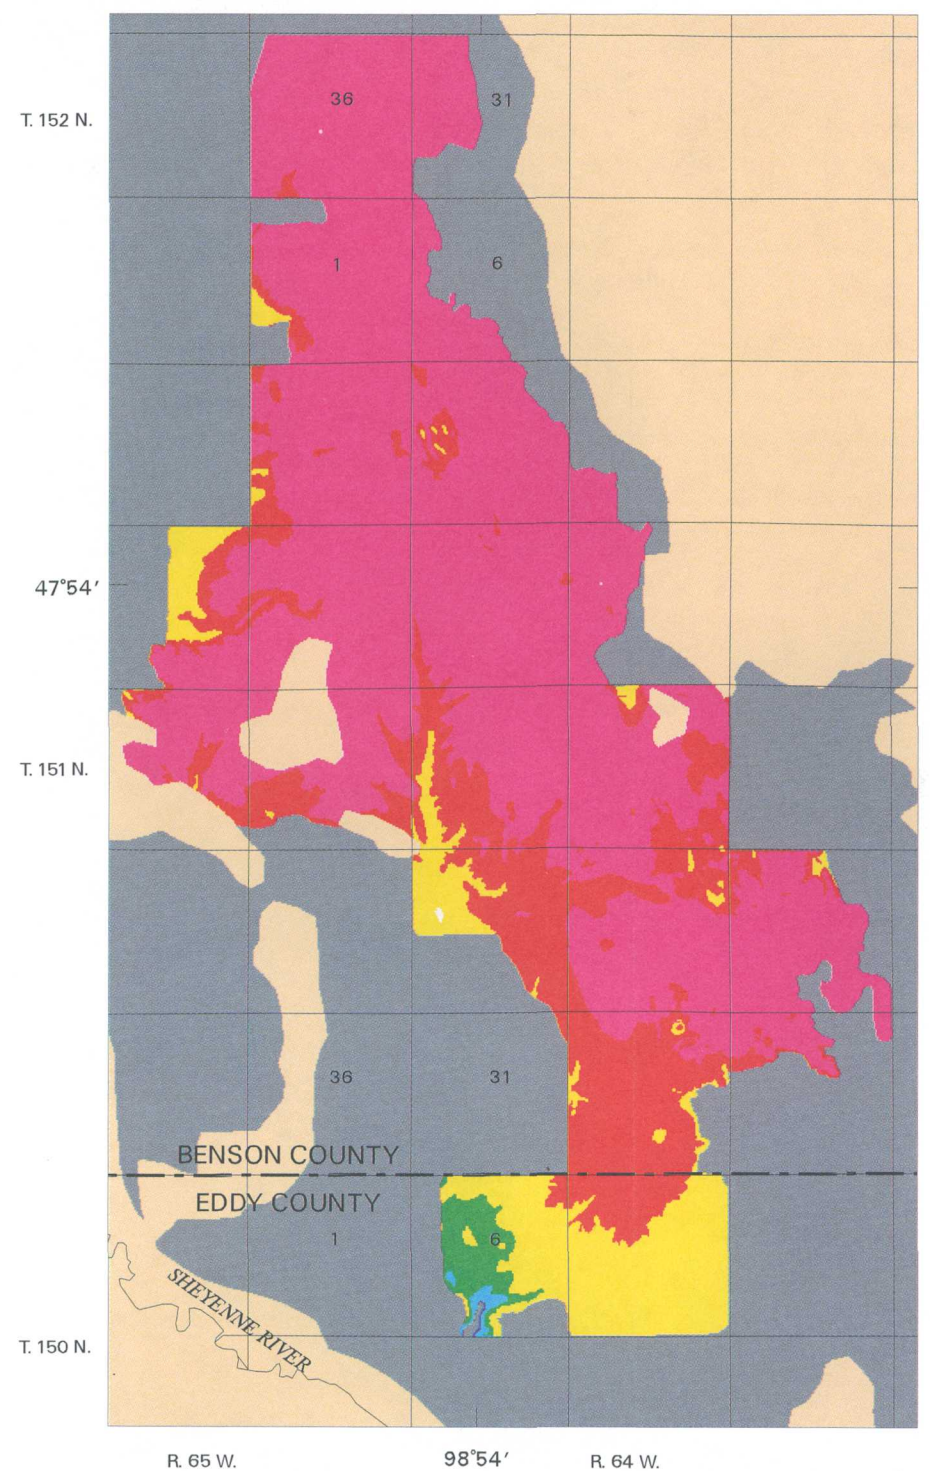 36
31
T. 152 N.
1
6
47°54′
T. 151 N.
36
31
BENSON COUNTY
EDDY COUNTY
1
6
SHEYENNE RIVER
T. 150 N.
R. 65 W.
98°54′
R. 64 W.